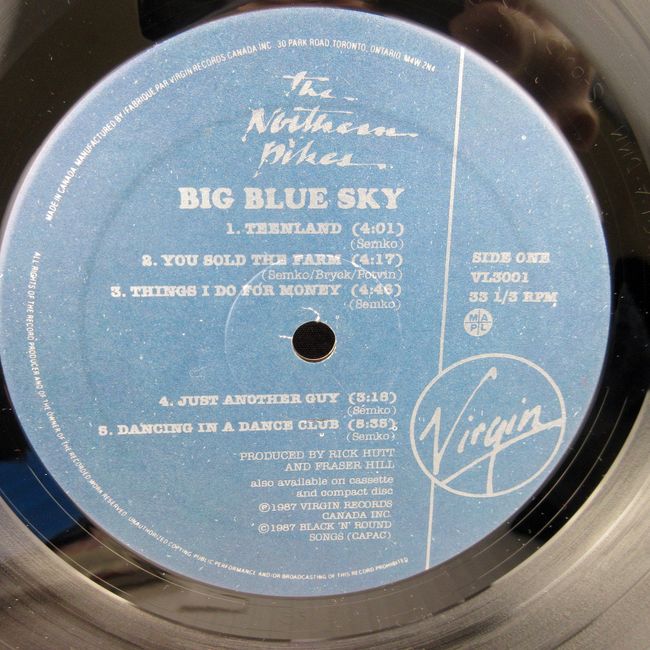 MADE IN CANADA. MANUFACTURED BY/FABRIQUE PAR VIRGIN RECORDS CANADA INC. 30 PARK ROAD, TORONTO, ONTARIO. M4W 2N4
The
Northern
Pikes
BIG BLUE SKY
1. TEENLAND (4:01)
(Semko)
2. YOU SOLD THE FARM (4:17)
(Semko/Bryck/Potvin)
3. THINGS I DO FOR MONEY (4:46)
(Semko)
SIDE ONE
VL3001
33 1/3 RPM
M A
P L
4. JUST ANOTHER GUY (3:18)
(Semko)
5. DANCING IN A DANCE CLUB (5:35)
(Semko)
Virgin
PRODUCED BY RICK HUTT
AND FRASER HILL
also available on cassette
and compact disc
℗1987 VIRGIN RECORDS
CANADA INC.
©1987 BLACK 'N' ROUND
SONGS (CAPAC)
ALL RIGHTS OF THE RECORD PRODUCER AND OF THE OWNER OF THE RECORDED WORK RESERVED. UNAUTHORIZED COPYING PUBLIC PERFORMANCE AND/OR BROADCASTING OF THIS RECORD PROHIBITED